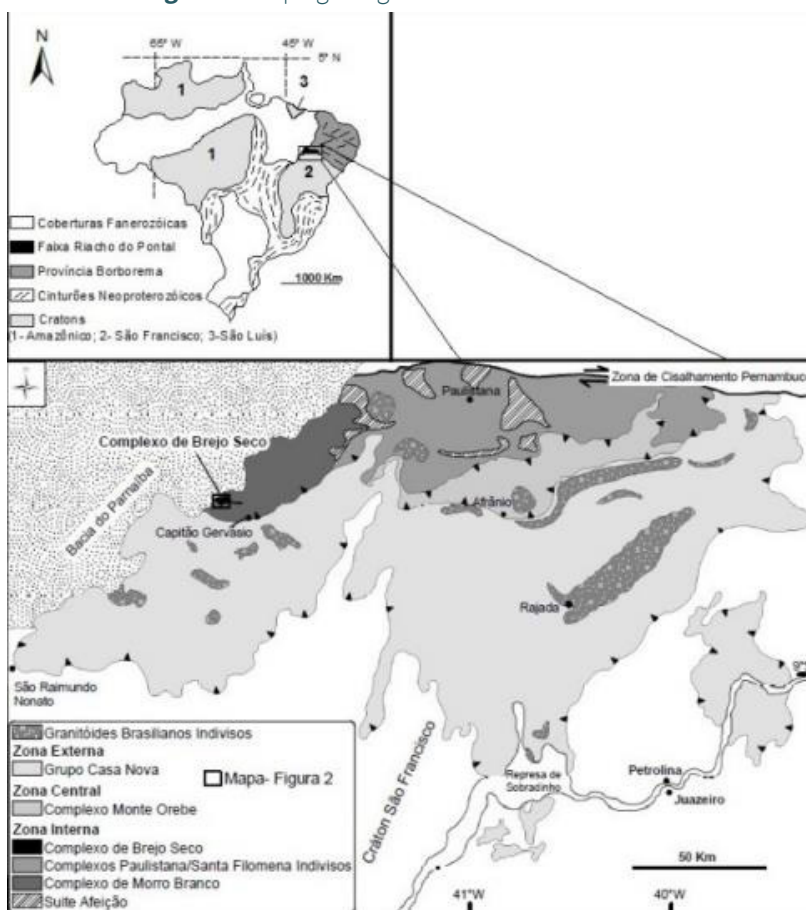 55° W
45° W
5° N
N
1
3
1
2
Coberturas Fanerozóicas
Faixa Riacho do Pontal
Província Borborema
Cinturões Neoproterozóicos
Cratons
(1- Amazônico; 2- São Francisco; 3-São Luís)
1000 Km
Zona de Cisalhamento Pernambuco
Paulistana
Complexo de Brejo Seco
Bacia do Parnaíba
Capitão Gervásio
Afrânio
Rajada
São Raimundo
Nonato
9°S
Cráton São Francisco
Represa de
Sobradinho
Petrolina
Juazeiro
Granitóides Brasilianos Indivisos
Zona Externa
Grupo Casa Nova
Mapa- Figura 2
Zona Central
Complexo Monte Orebe
Zona Interna
Complexo de Brejo Seco
Complexos Paulistana/Santa Filomena Indivisos
Complexo de Morro Branco
Suite Afeição
50 Km
41°W
40°W